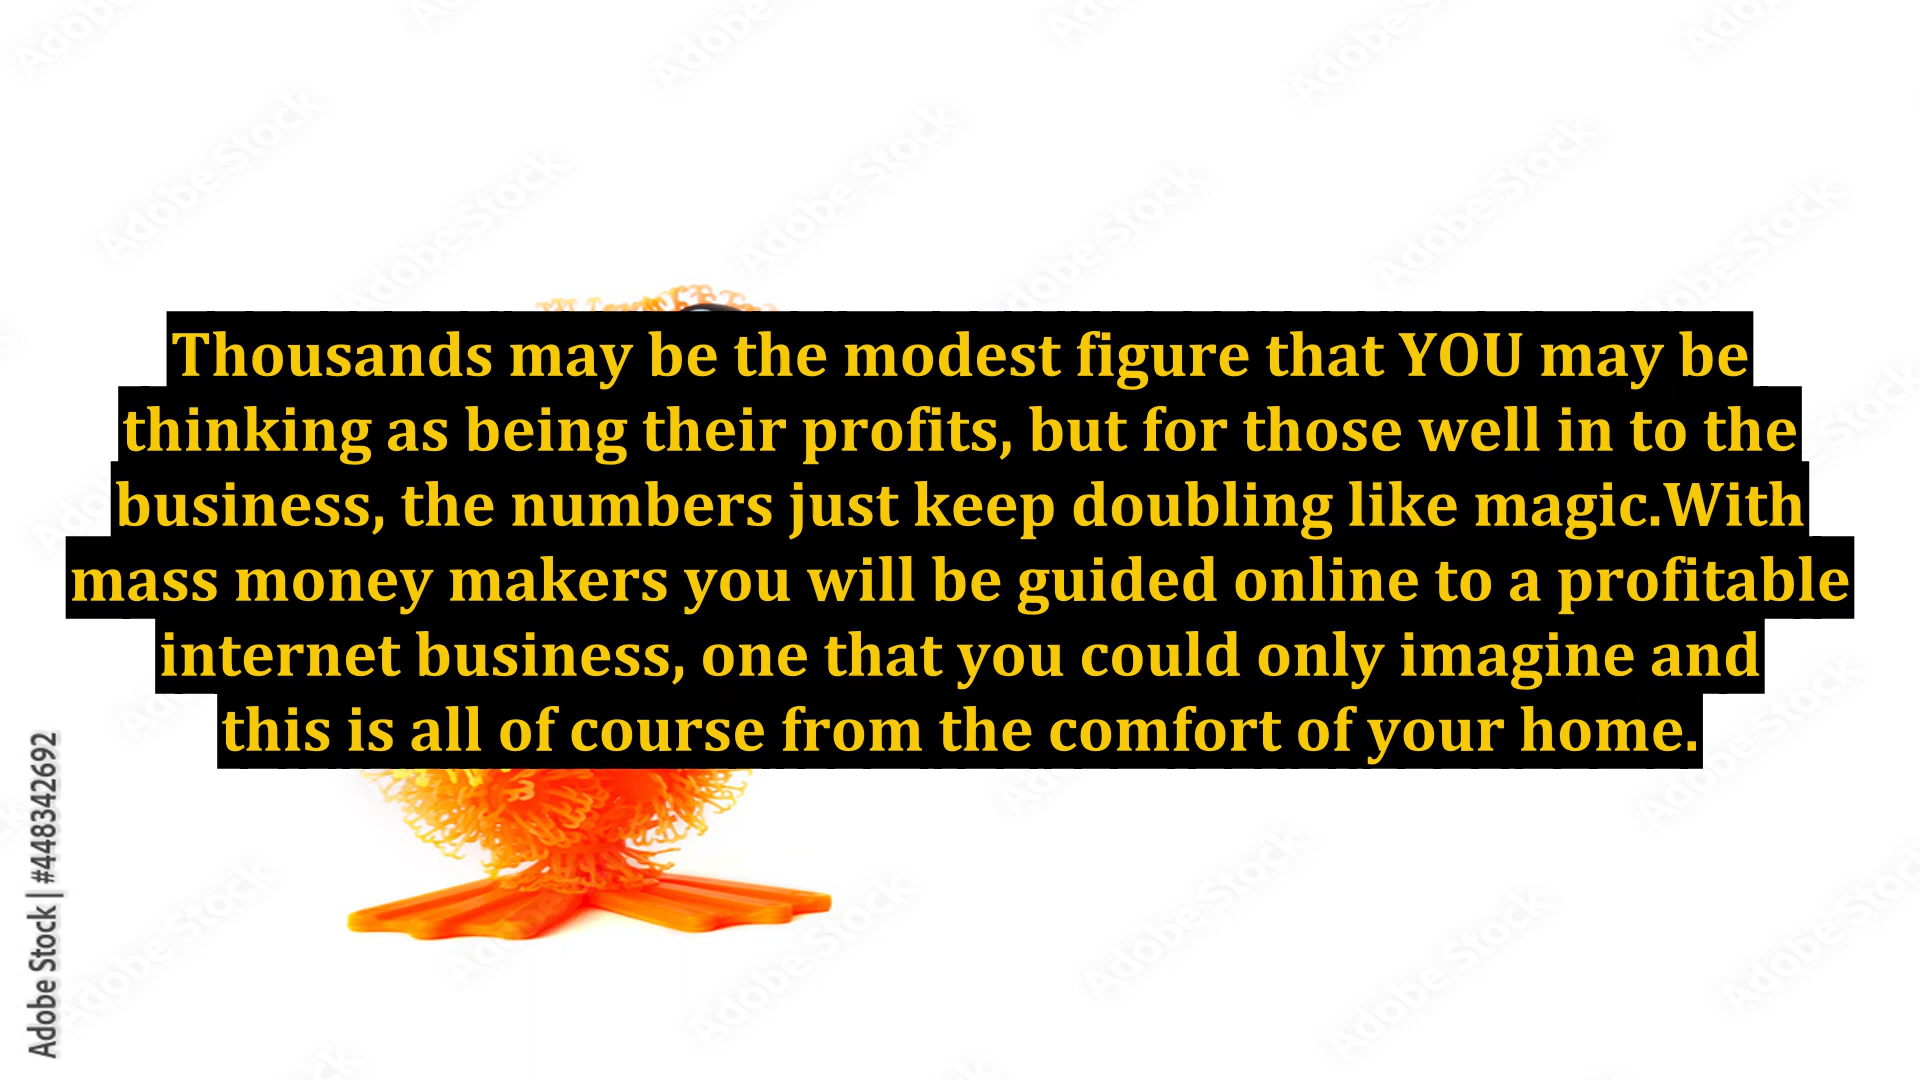 Thousands may be the modest figure that YOU may be
thinking as being their profits, but for those well in to the
business, the numbers just keep doubling like magic.With
mass money makers you will be guided online to a profitable
internet business, one that you could only imagine and
this is all of course from the comfort of your home.
Adobe Stock | #448342692